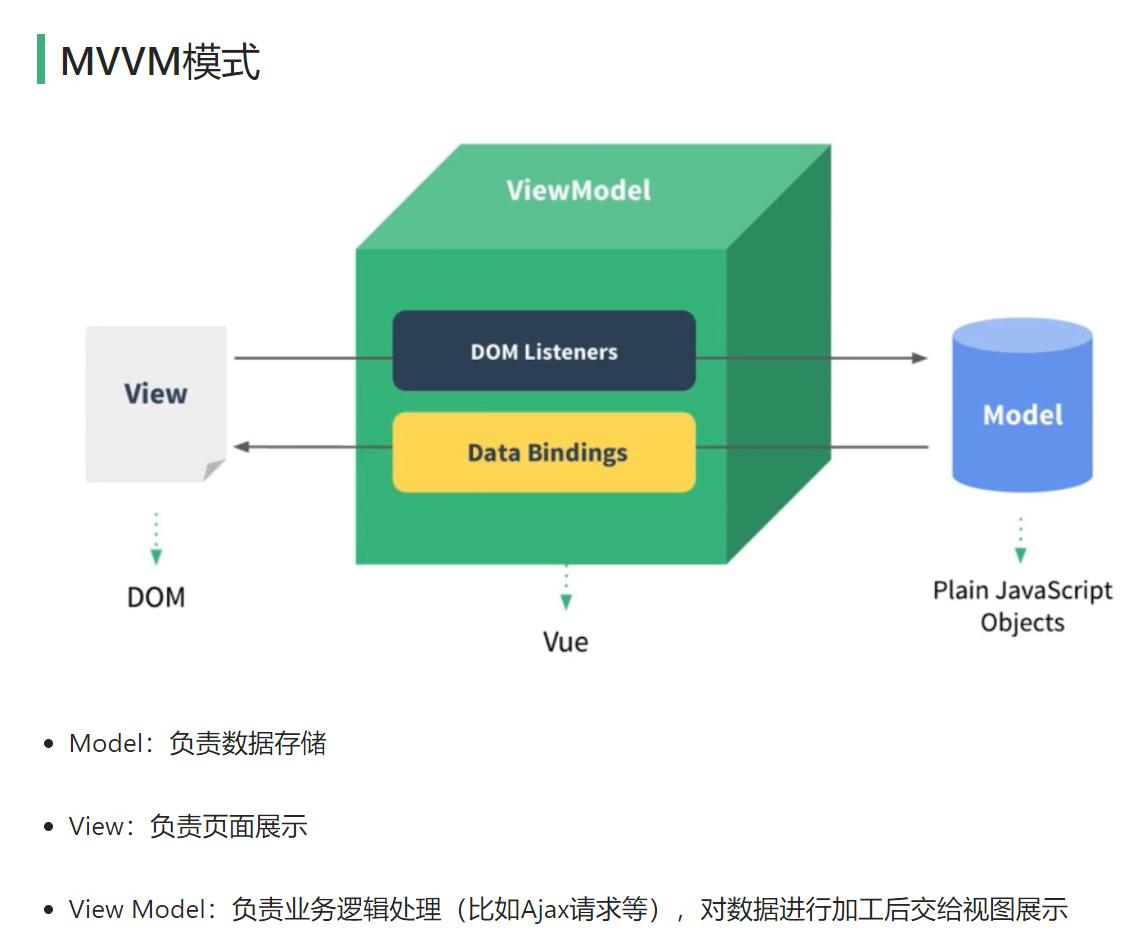 MVVM模式
ViewModel
DOM Listeners
View
Model
Data Bindings
DOM
Vue
Plain JavaScript
Objects
Model：负责数据存储
View：负责页面展示
View Model：负责业务逻辑处理（比如Ajax请求等），对数据进行加工后交给视图展示